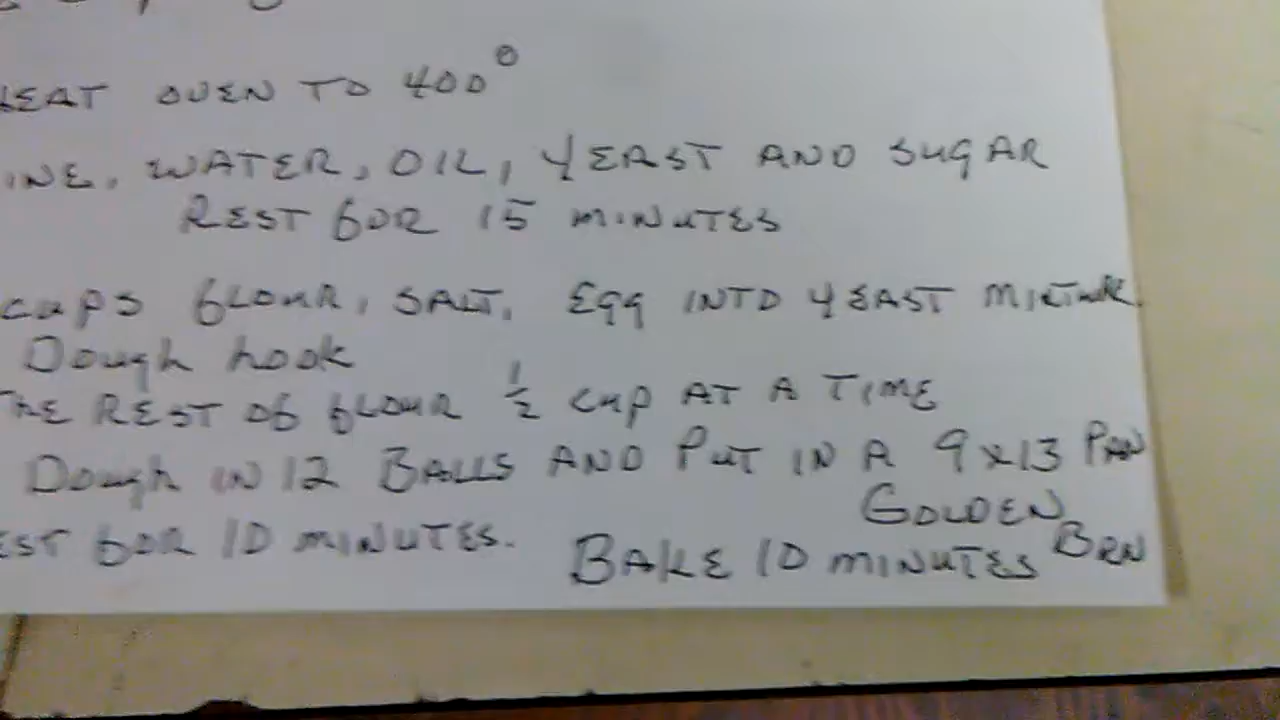 HEAT OVEN TO 400°
INE, WATER, OIL, YEAST AND SUGAR
REST FOR 15 MINUTES
CUPS FLOUR, SALT, EGG INTO YEAST MIXTURE.
Dough hook
THE REST OF FLOUR 1/2 CUP AT A TIME
Dough IN 12 BALLS AND PUT IN A 9x13 PAN
EST FOR 10 MINUTES. BAKE 10 MINUTES GOLDEN BRN